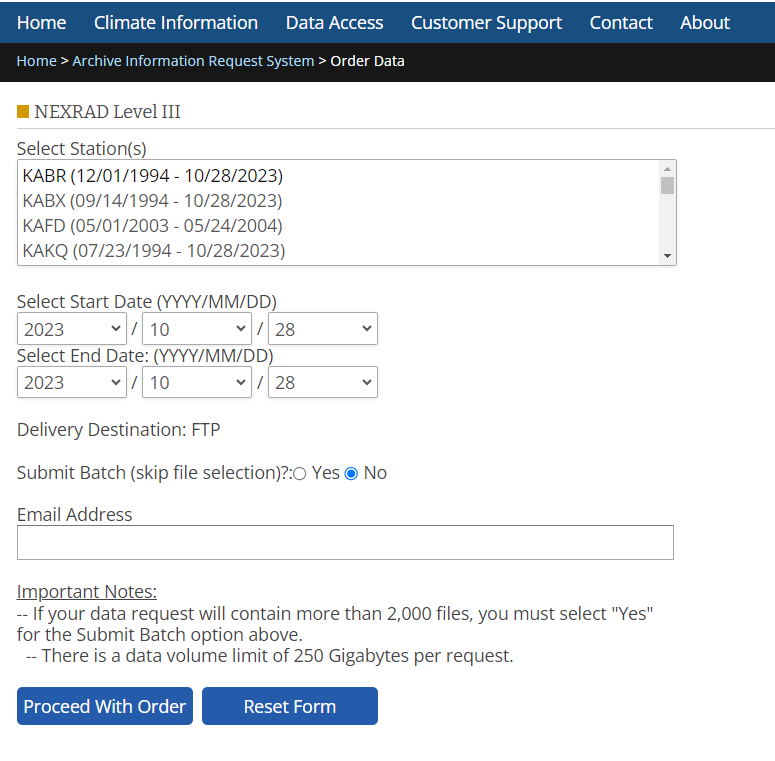 Home Climate Information Data Access Customer Support Contact About
Home > Archive Information Request System > Order Data
NEXRAD Level III
Select Station(s)
KABR (12/01/1994 - 10/28/2023)
KABX (09/14/1994 - 10/28/2023)
KAFD (05/01/2003 - 05/24/2004)
KAKQ (07/23/1994 - 10/28/2023)
Select Start Date (YYYY/MM/DD)
2023 / 10 / 28
Select End Date: (YYYY/MM/DD)
2023 / 10 / 28
Delivery Destination: FTP
Submit Batch (skip file selection)?: Yes No
Email Address
Important Notes:
-- If your data request will contain more than 2,000 files, you must select "Yes"
for the Submit Batch option above.
-- There is a data volume limit of 250 Gigabytes per request.
Proceed With Order Reset Form